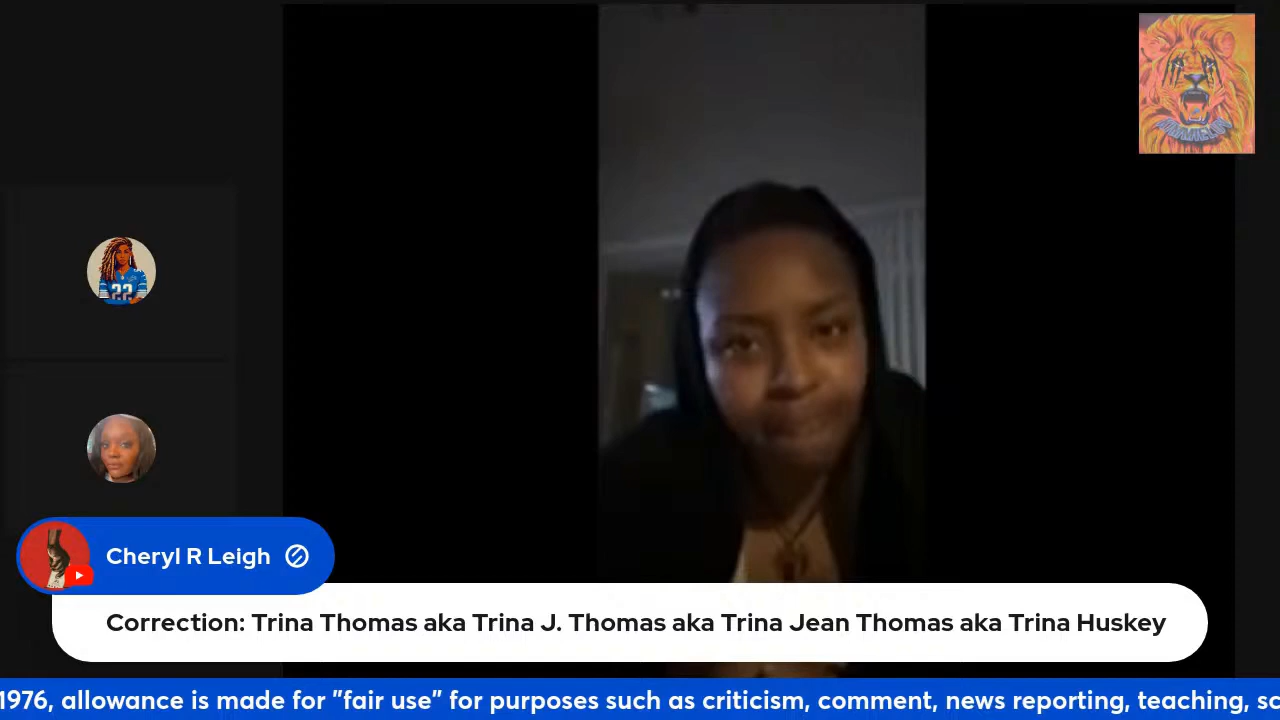 22
Cheryl R Leigh
Correction: Trina Thomas aka Trina J. Thomas aka Trina Jean Thomas aka Trina Huskey
1976, allowance is made for "fair use" for purposes such as criticism, comment, news reporting, teaching,